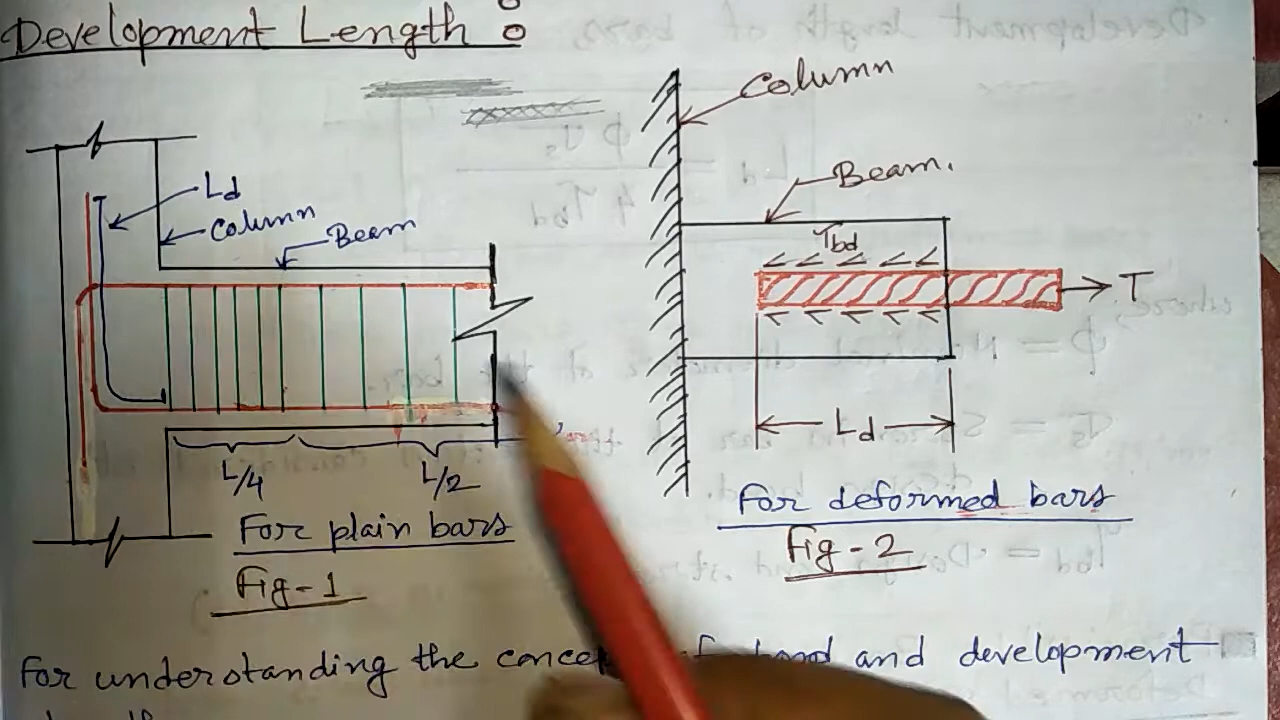 Development Length :
Ld
Column
Beam
L/4
L/2
For plain bars
Fig-1
Column
Beam.
τbd
T
Ld
For deformed bars
Fig-2
For understanding the and development